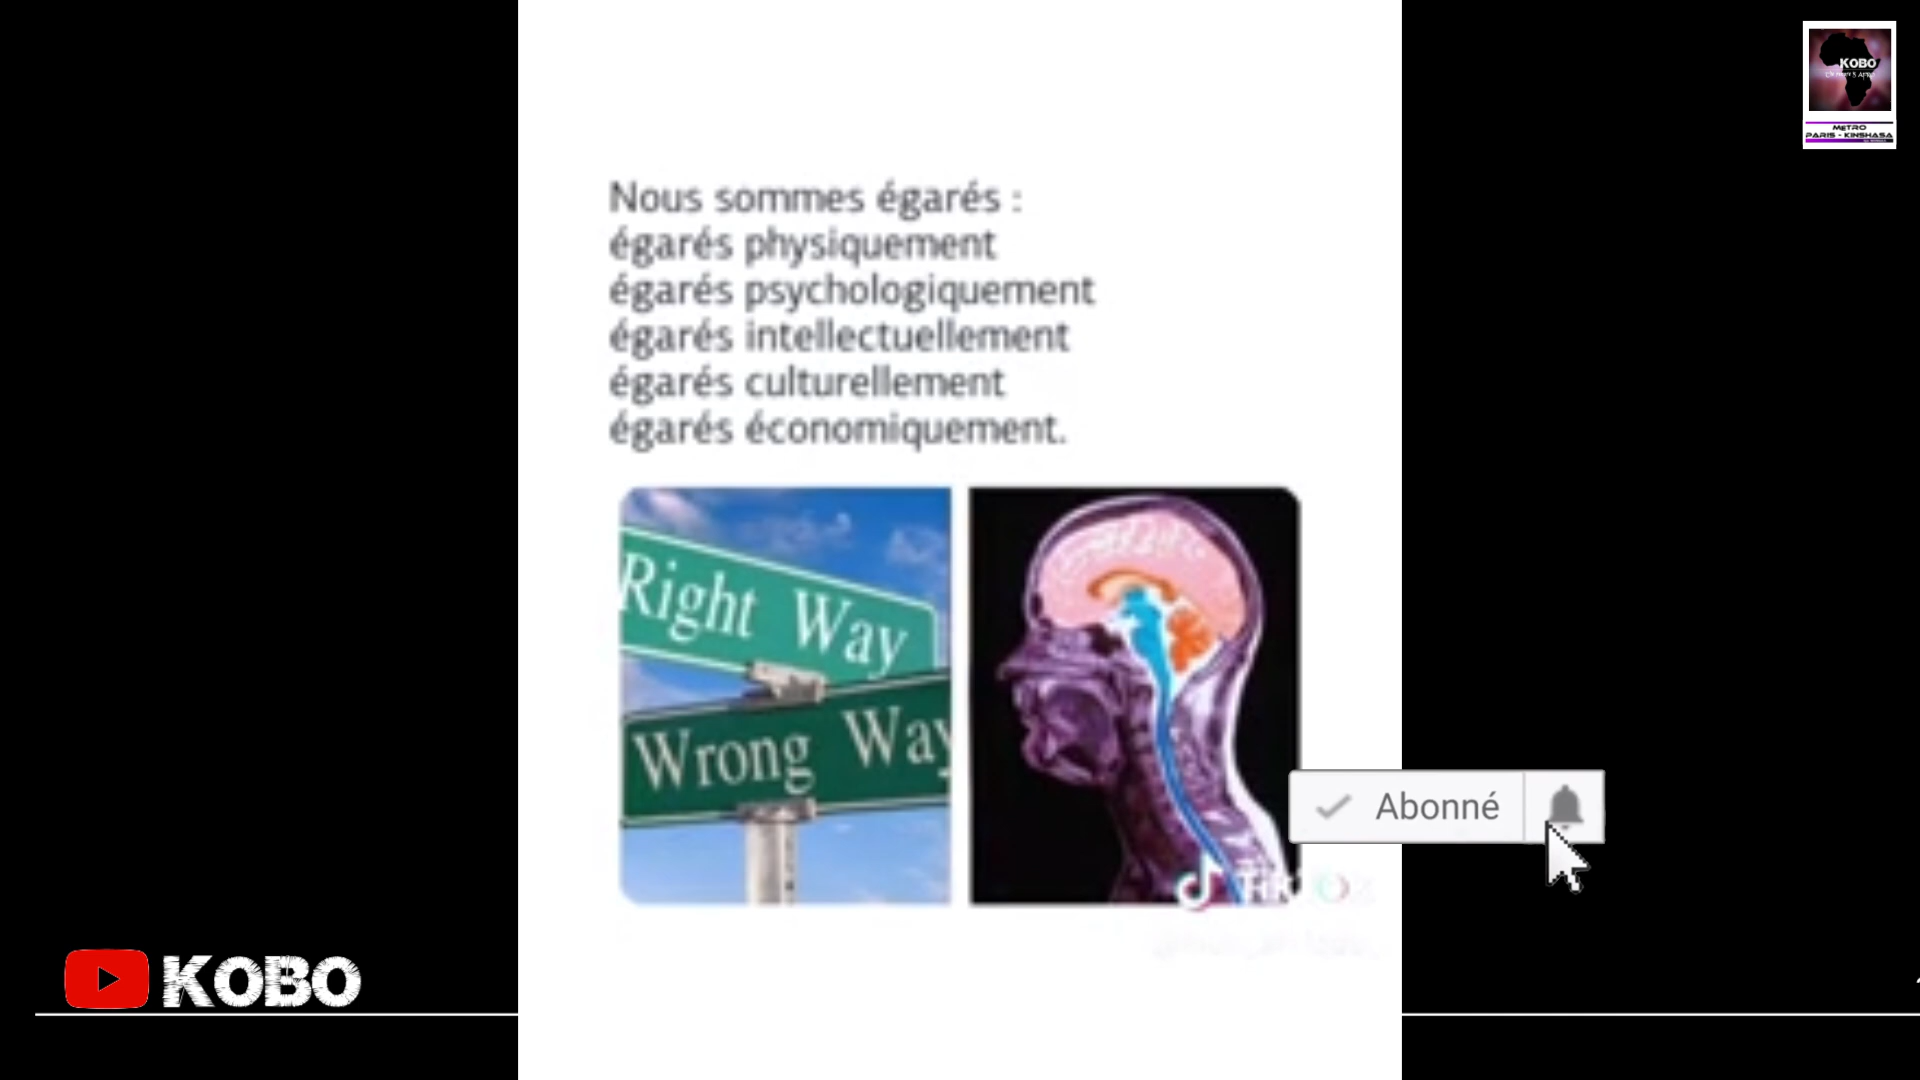 KOBO
METRO
PARIS - KINSHASA
Nous sommes égarés :
égarés physiquement
égarés psychologiquement
égarés intellectuellement
égarés culturellement
égarés économiquement.
Right Way
Wrong Way
Abonné
TikTok
KOBO